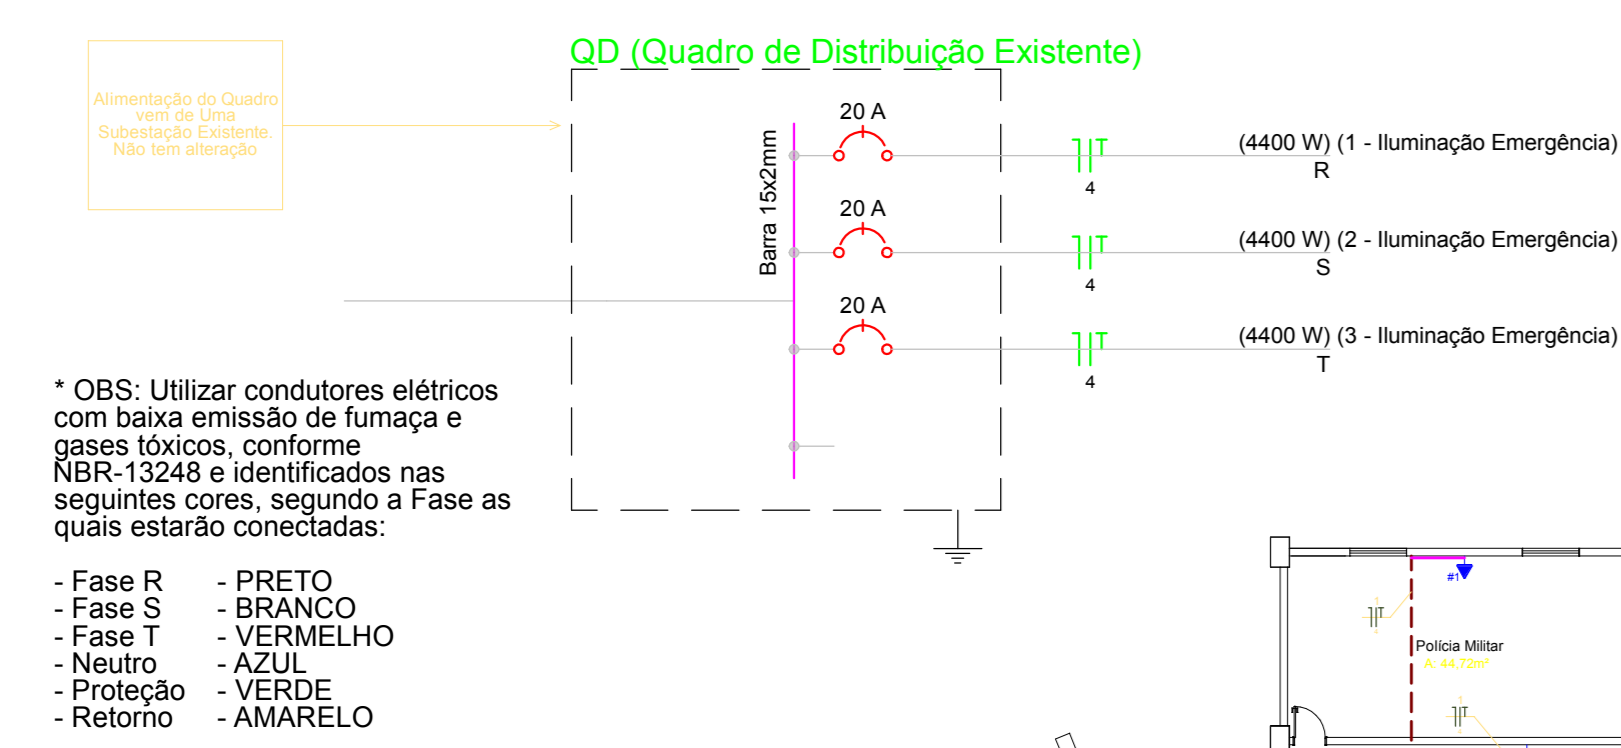 QD (Quadro de Distribuição Existente)
Alimentação do Quadro
vem de Uma
Subestação Existente.
Não tem alteração
Barra 15x2mm
20 A
4
(4400 W) (1 - Iluminação Emergência)
R
20 A
4
(4400 W) (2 - Iluminação Emergência)
S
20 A
4
(4400 W) (3 - Iluminação Emergência)
T
* OBS: Utilizar condutores elétricos
com baixa emissão de fumaça e
gases tóxicos, conforme
NBR-13248 e identificados nas
seguintes cores, segundo a Fase as
quais estarão conectadas:
- Fase R - PRETO
- Fase S - BRANCO
- Fase T - VERMELHO
- Neutro - AZUL
- Proteção - VERDE
- Retorno - AMARELO
#1
1
4
Polícia Militar
A: 44,72m²
1